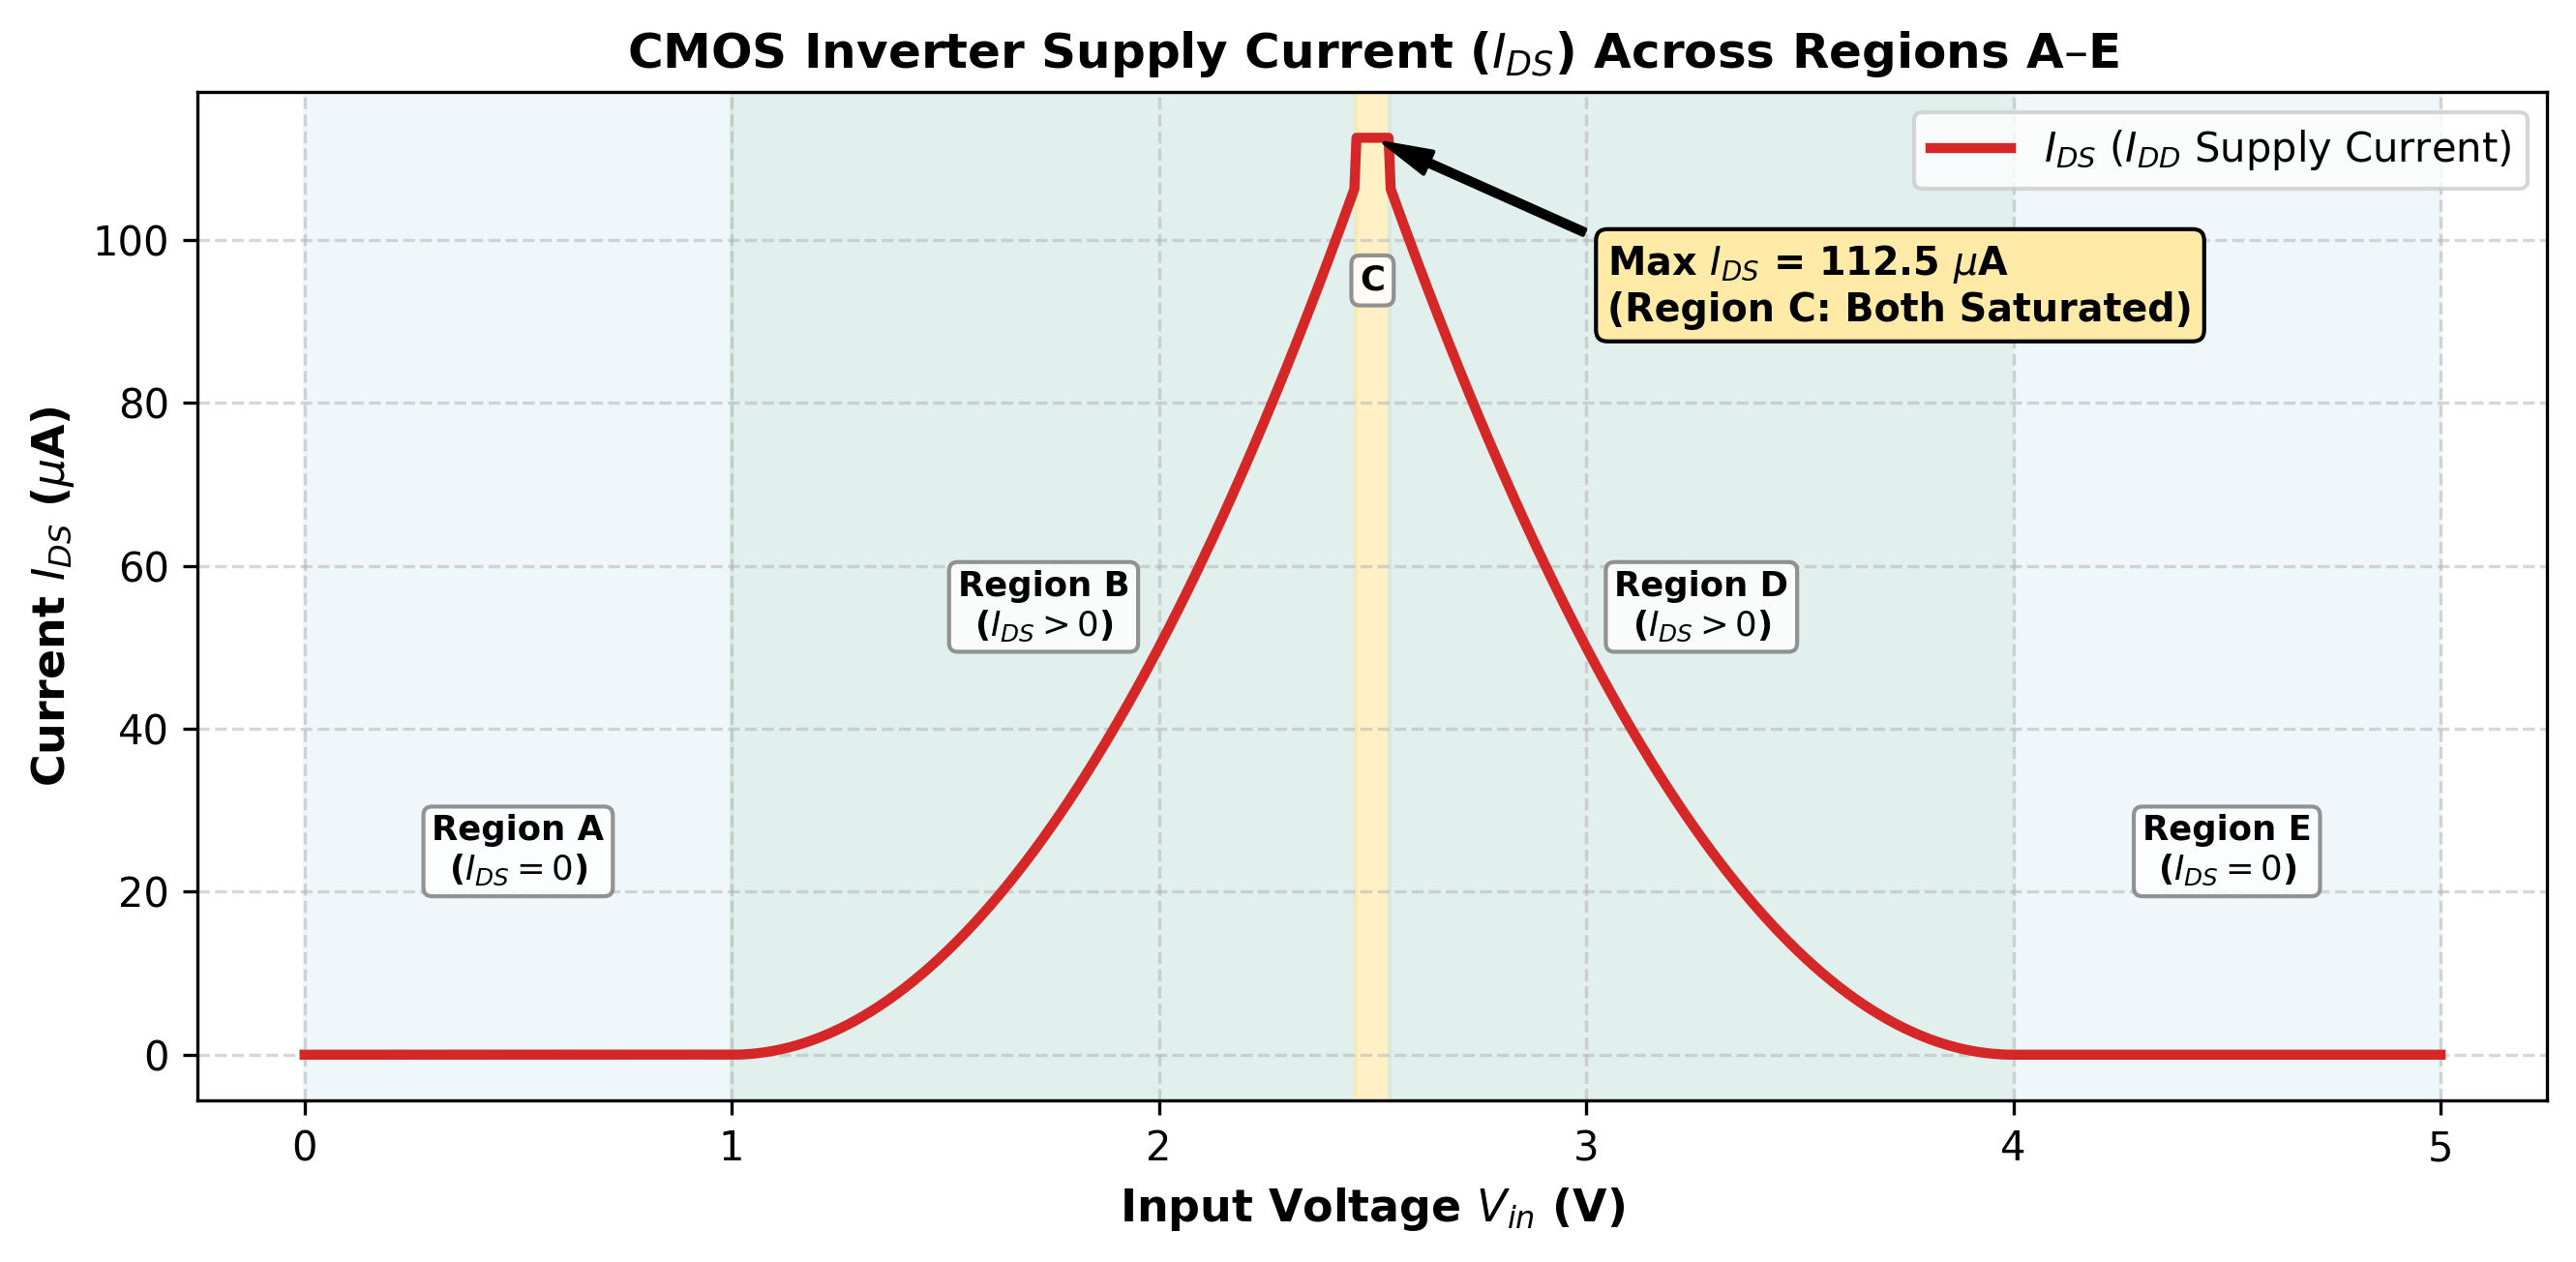 CMOS Inverter Supply Current (I_DS) Across Regions A–E
I_DS (I_DD Supply Current)
Max I_DS = 112.5 μA
(Region C: Both Saturated)
C
Region B
(I_DS > 0)
Region D
(I_DS > 0)
Region A
(I_DS = 0)
Region E
(I_DS = 0)
Current I_DS (μA)
100
80
60
40
20
0
0 1 2 3 4 5
Input Voltage V_in (V)